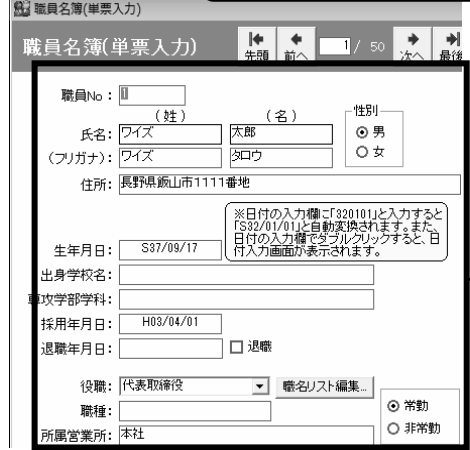 職員名簿(単票入力)
職員名簿(単票入力) 先頭 前へ 1 / 50 次へ 最後
職員No：
(姓) (名) 性別
氏名：ワイズ 太郎 男
(フリガナ)：ワイズ タロウ 女
住所：長野県飯山市1111番地
※日付の入力欄に「320101」と入力すると
「S32/01/01」と自動変換されます。また、
日付の入力欄でダブルクリックすると、日
付入力画面が表示されます。
生年月日：S37/09/17
出身学校名：
専攻学部学科：
採用年月日：H03/04/01
退職年月日： 退職
役職：代表取締役 職名リスト編集...
職種： 常勤
所属営業所：本社 非常勤